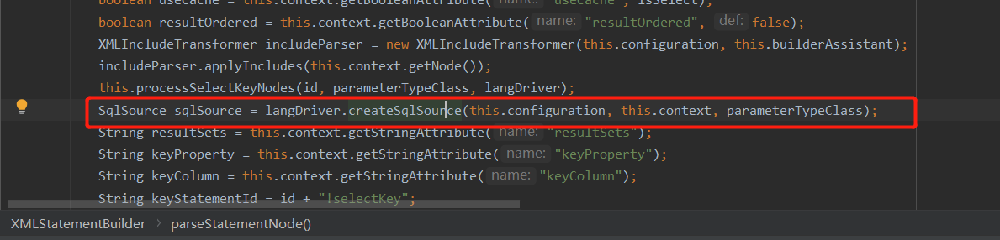 boolean useCache = this.context.getBooleanAttribute( name: "useCache", isSelect);
boolean resultOrdered = this.context.getBooleanAttribute( name: "resultOrdered", def: false);
XMLIncludeTransformer includeParser = new XMLIncludeTransformer(this.configuration, this.builderAssistant);
includeParser.applyIncludes(this.context.getNode());
this.processSelectKeyNodes(id, parameterTypeClass, langDriver);
SqlSource sqlSource = langDriver.createSqlSource(this.configuration, this.context, parameterTypeClass);
String resultSets = this.context.getStringAttribute( name: "resultSets");
String keyProperty = this.context.getStringAttribute( name: "keyProperty");
String keyColumn = this.context.getStringAttribute( name: "keyColumn");
String keyStatementId = id + "!selectKey";
XMLStatementBuilder › parseStatementNode()